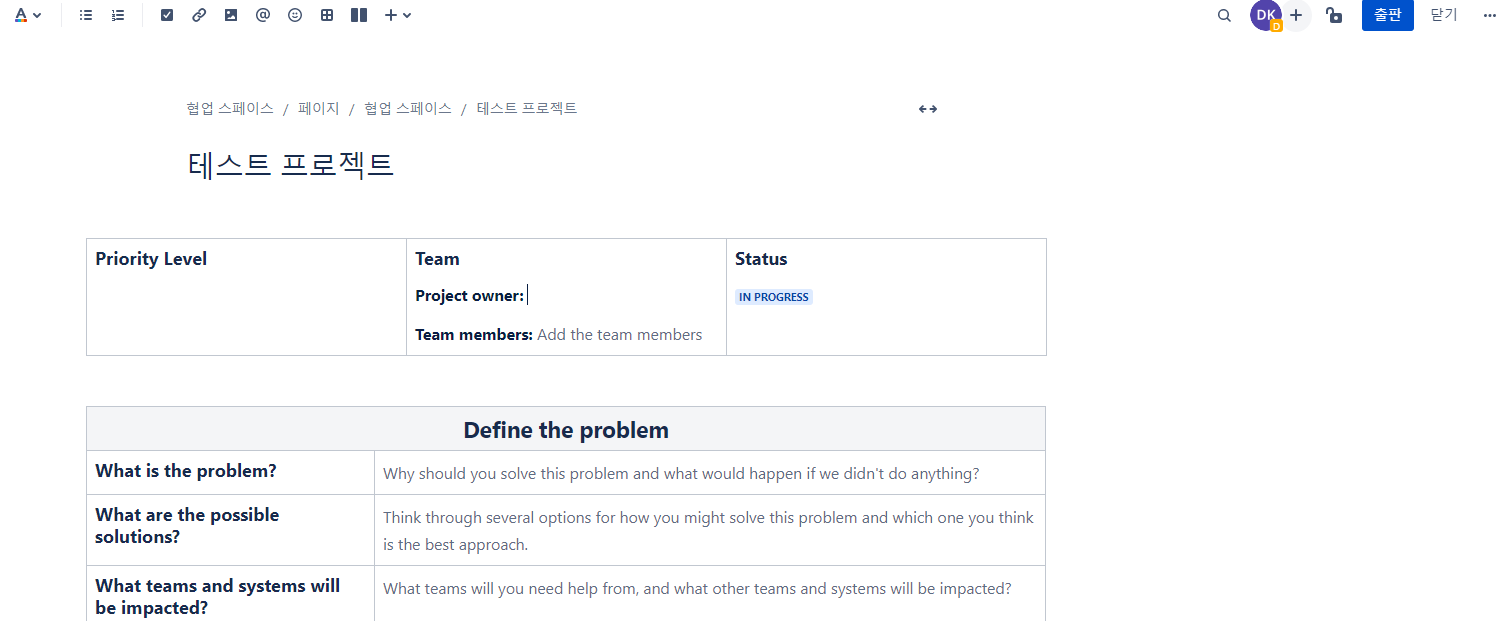 A
@
DK
D
출판
닫기
협업 스페이스 / 페이지 / 협업 스페이스 / 테스트 프로젝트
테스트 프로젝트
Priority Level
Team
Status
Project owner:
IN PROGRESS
Team members: Add the team members
Define the problem
What is the problem?
Why should you solve this problem and what would happen if we didn't do anything?
What are the possible
solutions?
Think through several options for how you might solve this problem and which one you think
is the best approach.
What teams and systems will
be impacted?
What teams will you need help from, and what other teams and systems will be impacted?